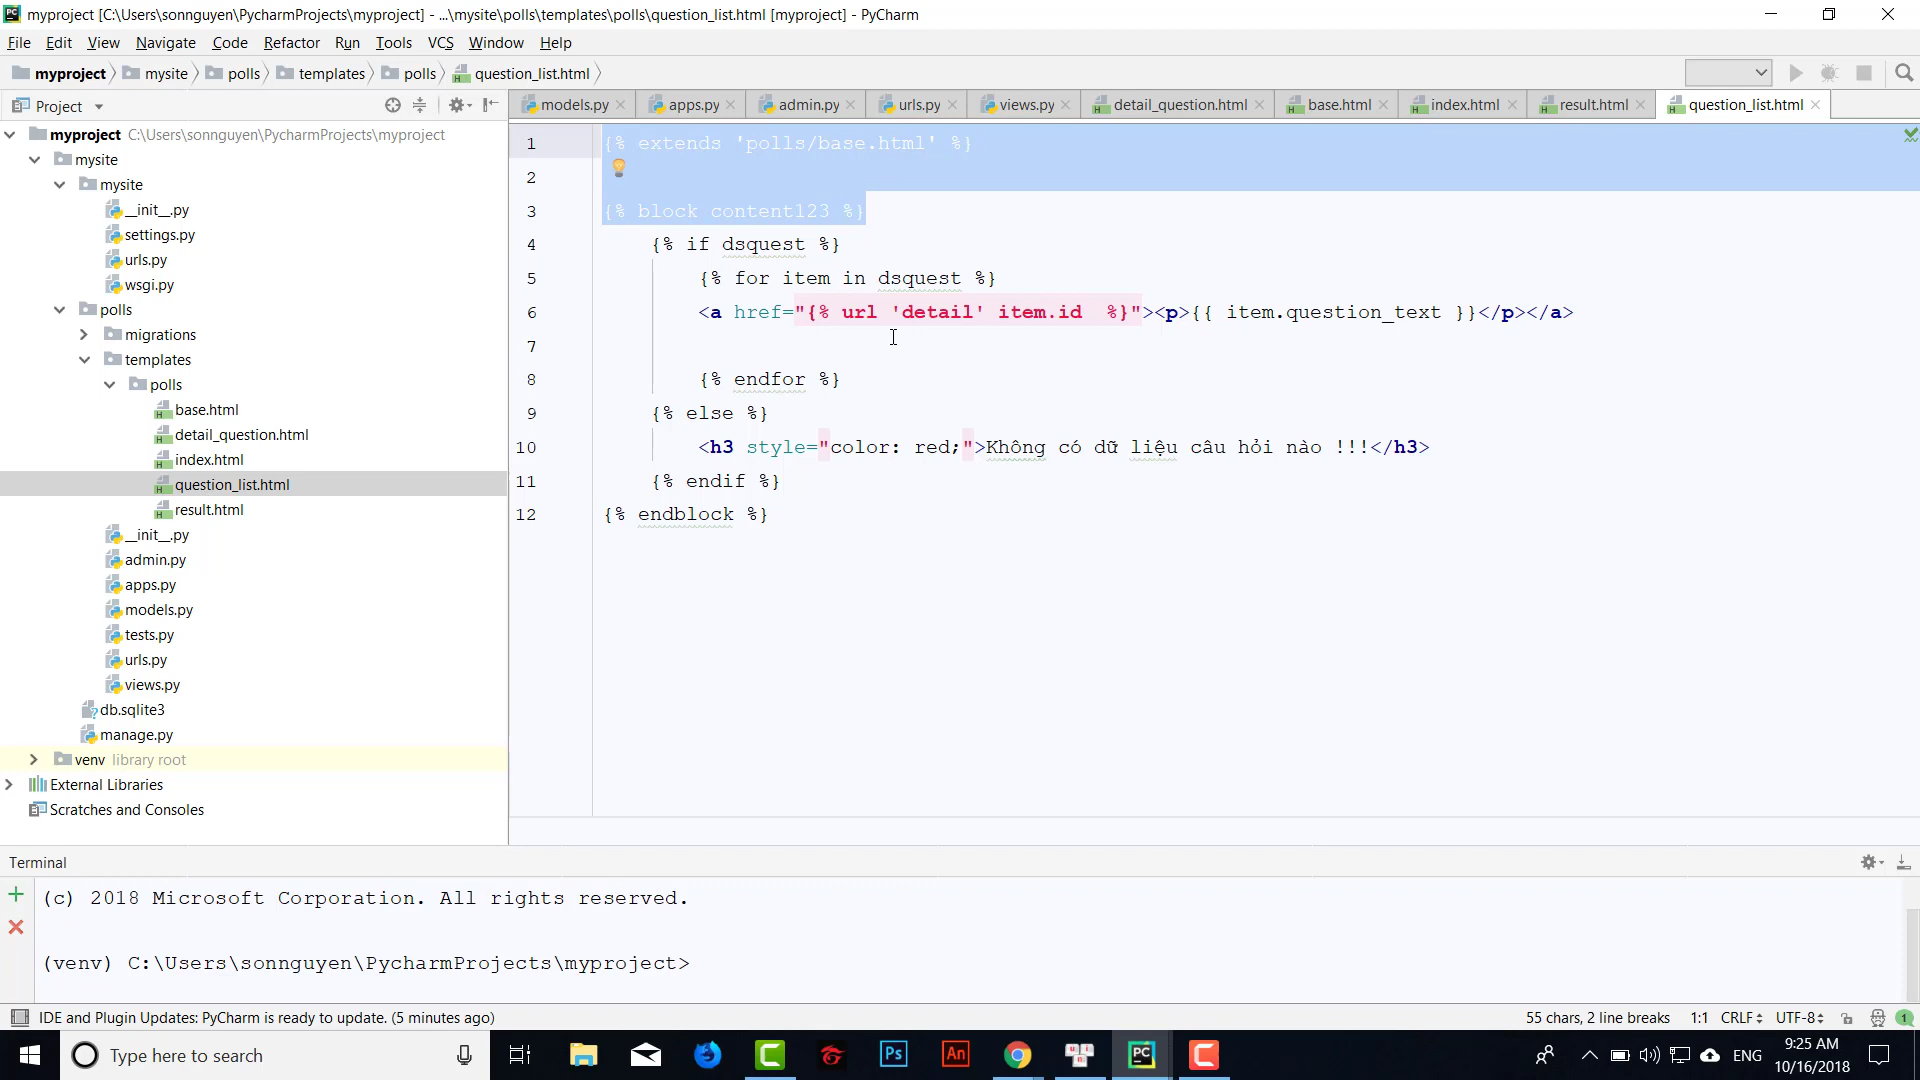 myproject [C:\Users\sonnguyen\PycharmProjects\myproject] - ...\mysite\polls\templates\polls\question_list.html [myproject] - PyCharm
File Edit View Navigate Code Refactor Run Tools VCS Window Help
myproject mysite polls templates polls question_list.html
Project
models.py apps.py admin.py urls.py views.py detail_question.html base.html index.html result.html question_list.html
myproject C:\Users\sonnguyen\PycharmProjects\myproject
mysite
mysite
__init__.py
settings.py
urls.py
wsgi.py
polls
migrations
templates
polls
base.html
detail_question.html
index.html
question_list.html
result.html
__init__.py
admin.py
apps.py
models.py
tests.py
urls.py
views.py
db.sqlite3
manage.py
venv library root
External Libraries
Scratches and Consoles
1 {% extends 'polls/base.html' %}
2
3 {% block content123 %}
4 {% if dsquest %}
5 {% for item in dsquest %}
6 <a href="{% url 'detail' item.id  %}"><p>{{ item.question_text }}</p></a>
7
8 {% endfor %}
9 {% else %}
10 <h3 style="color: red;">Không có dữ liệu câu hỏi nào !!!</h3>
11 {% endif %}
12 {% endblock %}
Terminal
(c) 2018 Microsoft Corporation. All rights reserved.
(venv) C:\Users\sonnguyen\PycharmProjects\myproject>
IDE and Plugin Updates: PyCharm is ready to update. (5 minutes ago)
55 chars, 2 line breaks 1:1 CRLF UTF-8 1
Type here to search
Ps An PC
ENG
9:25 AM
10/16/2018